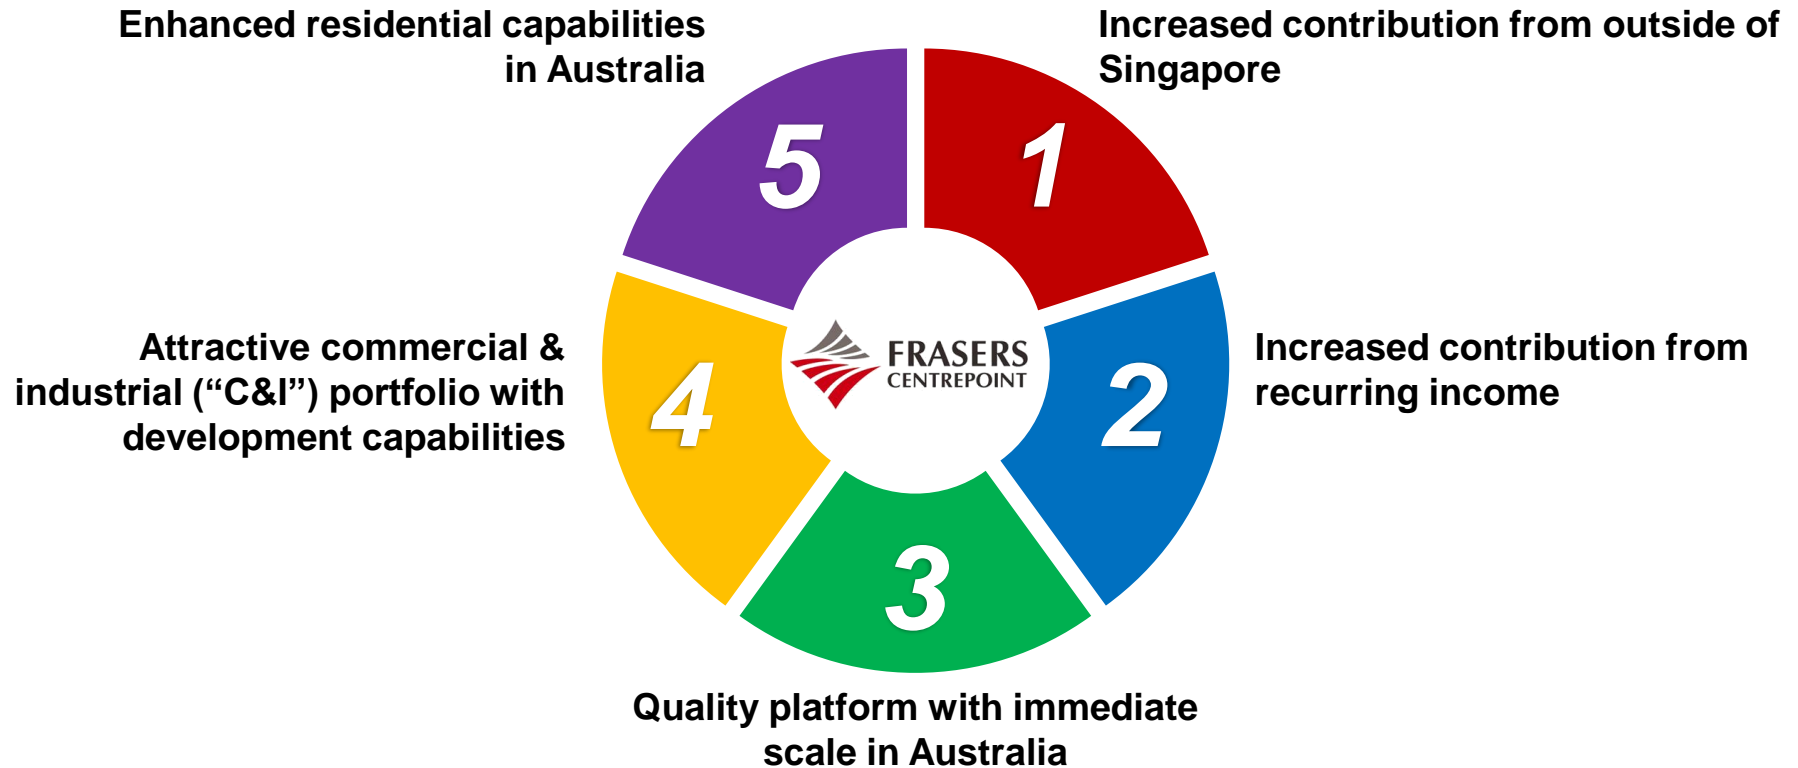 Increased contribution from outside of
Singapore
1
Increased contribution from
recurring income
2
Quality platform with immediate
scale in Australia
3
Attractive commercial &
industrial (“C&I”) portfolio with
development capabilities
4
Enhanced residential capabilities
in Australia
5
FRASERS
CENTREPOINT